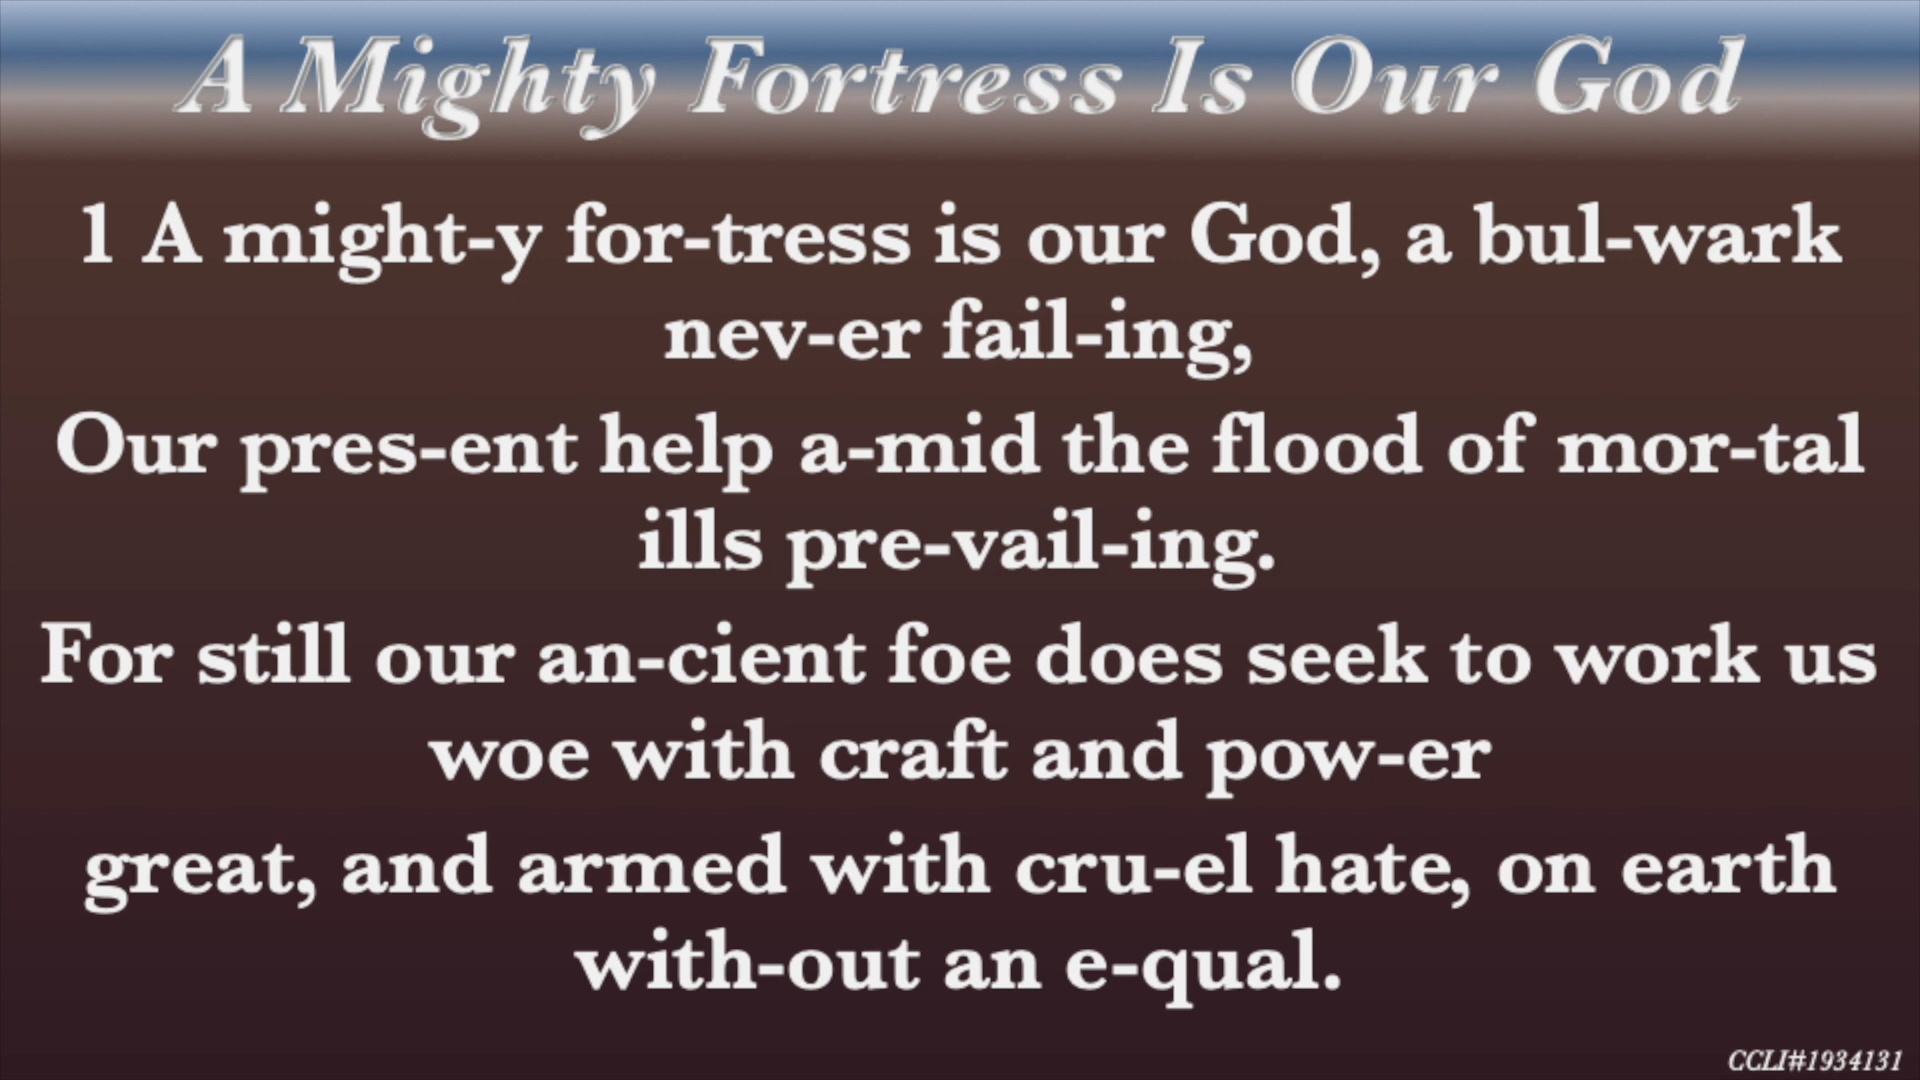 A Mighty Fortress Is Our God
1 A might-y for-tress is our God, a bul-wark
nev-er fail-ing,
Our pres-ent help a-mid the flood of mor-tal
ills pre-vail-ing.
For still our an-cient foe does seek to work us
woe with craft and pow-er
great, and armed with cru-el hate, on earth
with-out an e-qual.
CCLI#1934131